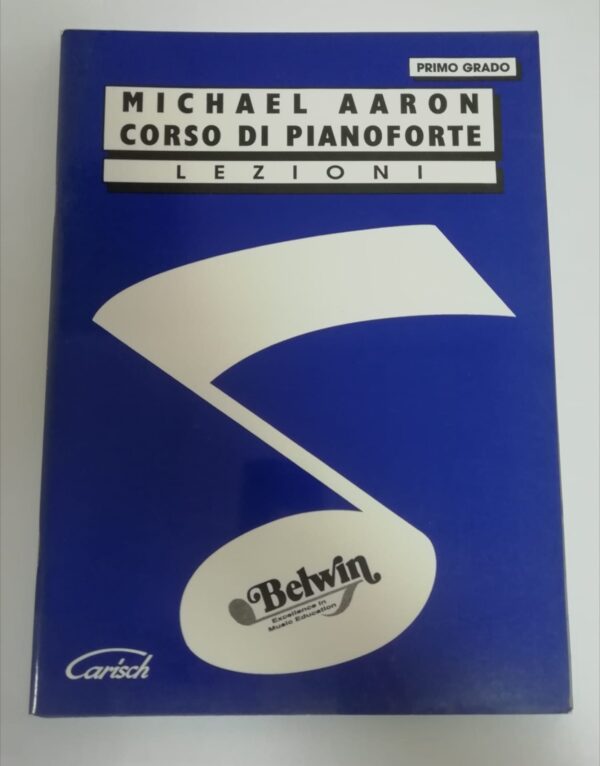 PRIMO GRADO
MICHAEL AARON
CORSO DI PIANOFORTE
LEZIONI
Belwin
Excellence in
Music Education
Carisch